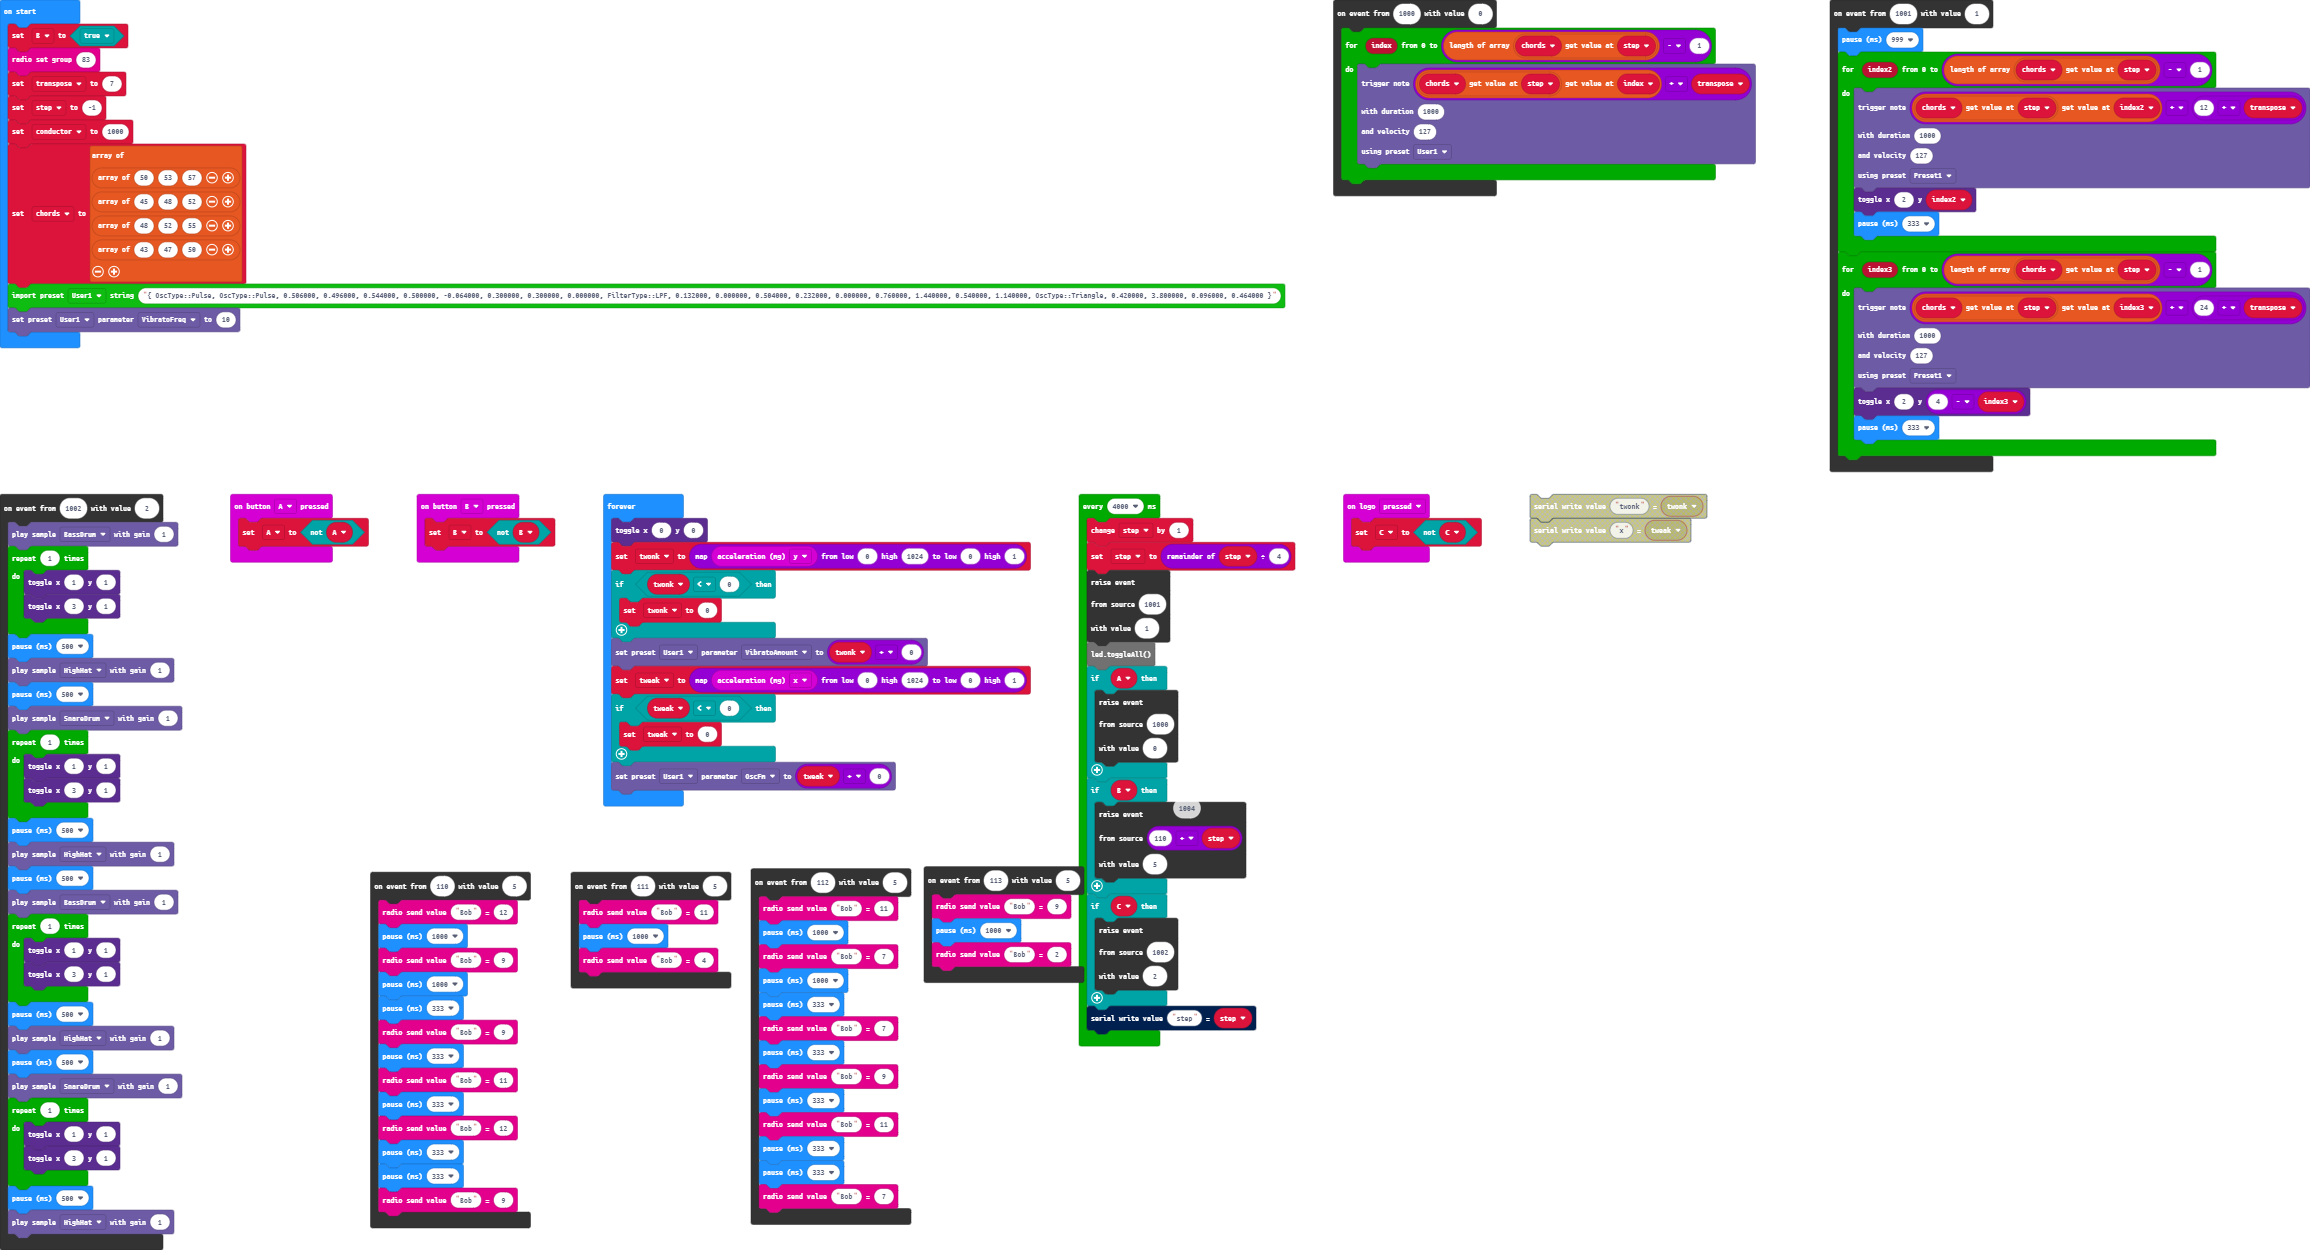 on start
set B to true
radio set group 83
set transpose to 7
set step to -1
set conductor to 1000
set chords to
array of
array of 50 53 57
array of 45 48 52
array of 48 52 55
array of 43 47 50
import preset User1 string "{ OscType::Pulse, OscType::Pulse, 0.506000, 0.496000, 0.544000, 0.500000, -0.064000, 0.300000, 0.300000, 0.000000, FilterType::LPF, 0.132000, 0.000000, 0.504000, 0.232000, 0.000000, 0.760000, 1.440000, 0.540000, 1.140000, OscType::Triangle, 0.420000, 3.800000, 0.096000, 0.464000 }"
set preset User1 parameter VibratoFreq to 10
on event from 1000 with value 0
for index from 0 to length of array chords get value at step - 1
do
trigger note chords get value at step get value at index + transpose
with duration 1000
and velocity 127
using preset User1
on event from 1001 with value 1
pause (ms) 999
for index2 from 0 to length of array chords get value at step - 1
do
trigger note chords get value at step get value at index2 + 12 + transpose
with duration 1000
and velocity 127
using preset Preset1
toggle x 2 y index2
pause (ms) 333
for index3 from 0 to length of array chords get value at step - 1
do
trigger note chords get value at step get value at index3 + 24 + transpose
with duration 1000
and velocity 127
using preset Preset1
toggle x 2 y 4 - index3
pause (ms) 333
on event from 1002 with value 2
play sample BassDrum with gain 1
repeat 1 times
do
toggle x 1 y 1
toggle x 3 y 1
pause (ms) 500
play sample HighHat with gain 1
pause (ms) 500
play sample SnareDrum with gain 1
repeat 1 times
do
toggle x 1 y 1
toggle x 3 y 1
pause (ms) 500
play sample HighHat with gain 1
pause (ms) 500
play sample BassDrum with gain 1
repeat 1 times
do
toggle x 1 y 1
toggle x 3 y 1
pause (ms) 500
play sample HighHat with gain 1
pause (ms) 500
play sample SnareDrum with gain 1
repeat 1 times
do
toggle x 1 y 1
toggle x 3 y 1
pause (ms) 500
play sample HighHat with gain 1
on button A pressed
set A to not A
on button B pressed
set B to not B
forever
toggle x 0 y 0
set twonk to map acceleration (mg) y from low 0 high 1024 to low 0 high 1
if twonk < 0 then
set twonk to 0
set preset User1 parameter VibratoAmount to twonk + 0
set tweak to map acceleration (mg) x from low 0 high 1024 to low 0 high 1
if tweak < 0 then
set tweak to 0
set preset User1 parameter OscFm to tweak + 0
on event from 110 with value 5
radio send value "Bob" = 12
pause (ms) 1000
radio send value "Bob" = 9
pause (ms) 1000
pause (ms) 333
radio send value "Bob" = 9
pause (ms) 333
radio send value "Bob" = 11
pause (ms) 333
radio send value "Bob" = 12
pause (ms) 333
pause (ms) 333
radio send value "Bob" = 9
on event from 111 with value 5
radio send value "Bob" = 11
pause (ms) 1000
radio send value "Bob" = 4
on event from 112 with value 5
radio send value "Bob" = 11
pause (ms) 1000
radio send value "Bob" = 7
pause (ms) 1000
pause (ms) 333
radio send value "Bob" = 7
pause (ms) 333
radio send value "Bob" = 9
pause (ms) 333
radio send value "Bob" = 11
pause (ms) 333
pause (ms) 333
radio send value "Bob" = 7
on event from 113 with value 5
radio send value "Bob" = 9
pause (ms) 1000
radio send value "Bob" = 2
every 4000 ms
change step by 1
set step to remainder of step ÷ 4
raise event
from source 1001
with value 1
led.toggleAll()
if A then
raise event
from source 1000
with value 0
if B then
1004
raise event
from source 110 + step
with value 5
if C then
raise event
from source 1002
with value 2
serial write value "step" = step
on logo pressed
set C to not C
serial write value "twonk" = twonk
serial write value "x" = tweak